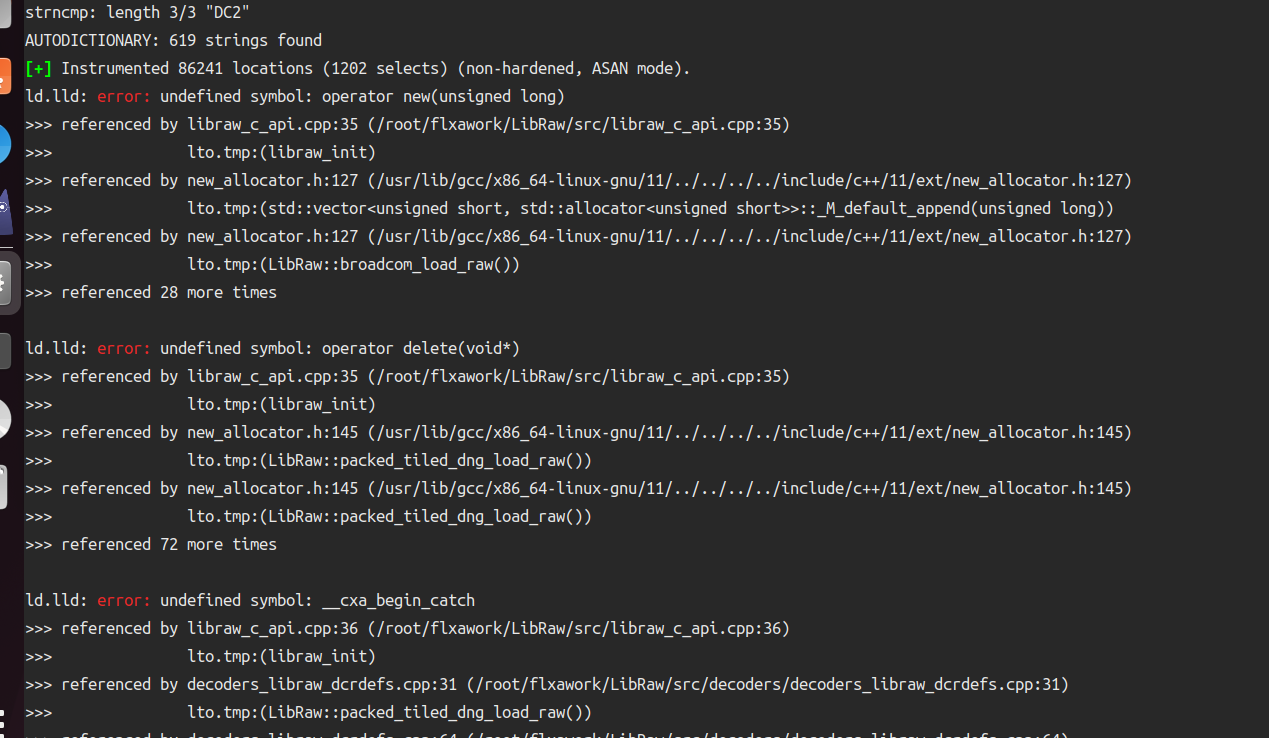 strncmp: length 3/3 "DC2"
AUTODICTIONARY: 619 strings found
[+] Instrumented 86241 locations (1202 selects) (non-hardened, ASAN mode).
ld.lld: error: undefined symbol: operator new(unsigned long)
>>> referenced by libraw_c_api.cpp:35 (/root/flxawork/LibRaw/src/libraw_c_api.cpp:35)
>>>               lto.tmp:(libraw_init)
>>> referenced by new_allocator.h:127 (/usr/lib/gcc/x86_64-linux-gnu/11/../../../../include/c++/11/ext/new_allocator.h:127)
>>>               lto.tmp:(std::vector<unsigned short, std::allocator<unsigned short>>::_M_default_append(unsigned long))
>>> referenced by new_allocator.h:127 (/usr/lib/gcc/x86_64-linux-gnu/11/../../../../include/c++/11/ext/new_allocator.h:127)
>>>               lto.tmp:(LibRaw::broadcom_load_raw())
>>> referenced 28 more times
ld.lld: error: undefined symbol: operator delete(void*)
>>> referenced by libraw_c_api.cpp:35 (/root/flxawork/LibRaw/src/libraw_c_api.cpp:35)
>>>               lto.tmp:(libraw_init)
>>> referenced by new_allocator.h:145 (/usr/lib/gcc/x86_64-linux-gnu/11/../../../../include/c++/11/ext/new_allocator.h:145)
>>>               lto.tmp:(LibRaw::packed_tiled_dng_load_raw())
>>> referenced by new_allocator.h:145 (/usr/lib/gcc/x86_64-linux-gnu/11/../../../../include/c++/11/ext/new_allocator.h:145)
>>>               lto.tmp:(LibRaw::packed_tiled_dng_load_raw())
>>> referenced 72 more times
ld.lld: error: undefined symbol: __cxa_begin_catch
>>> referenced by libraw_c_api.cpp:36 (/root/flxawork/LibRaw/src/libraw_c_api.cpp:36)
>>>               lto.tmp:(libraw_init)
>>> referenced by decoders_libraw_dcrdefs.cpp:31 (/root/flxawork/LibRaw/src/decoders/decoders_libraw_dcrdefs.cpp:31)
>>>               lto.tmp:(LibRaw::packed_tiled_dng_load_raw())